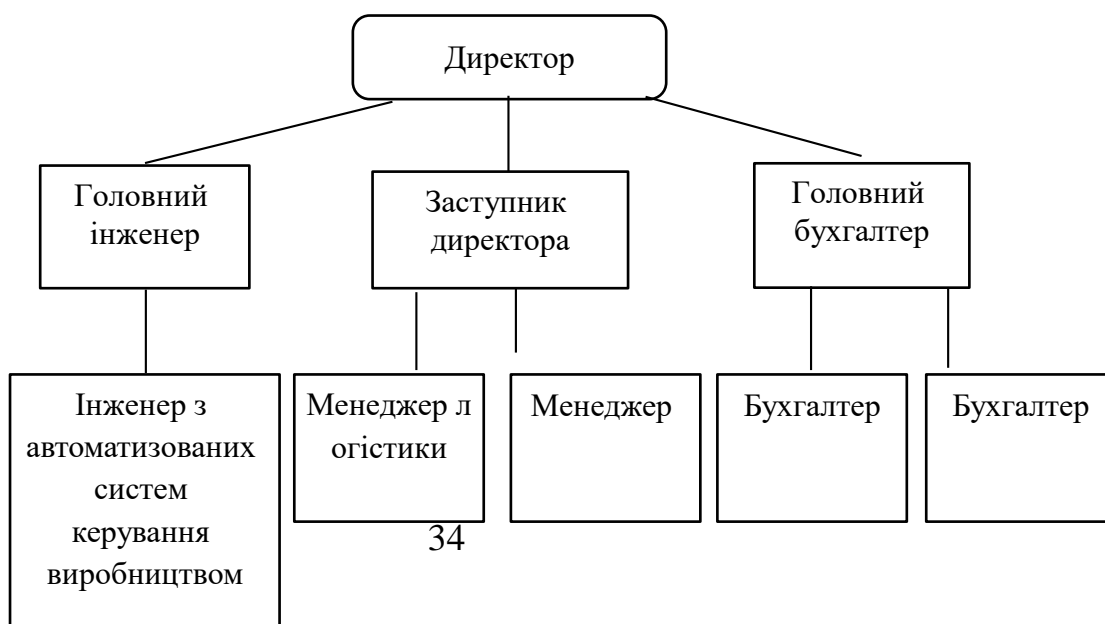 Директор
Головний
інженер
Заступник
директора
Головний
бухгалтер
Інженер з
автоматизованих
систем
керування
виробництвом
Менеджер л
огістики
Менеджер
Бухгалтер
Бухгалтер
34